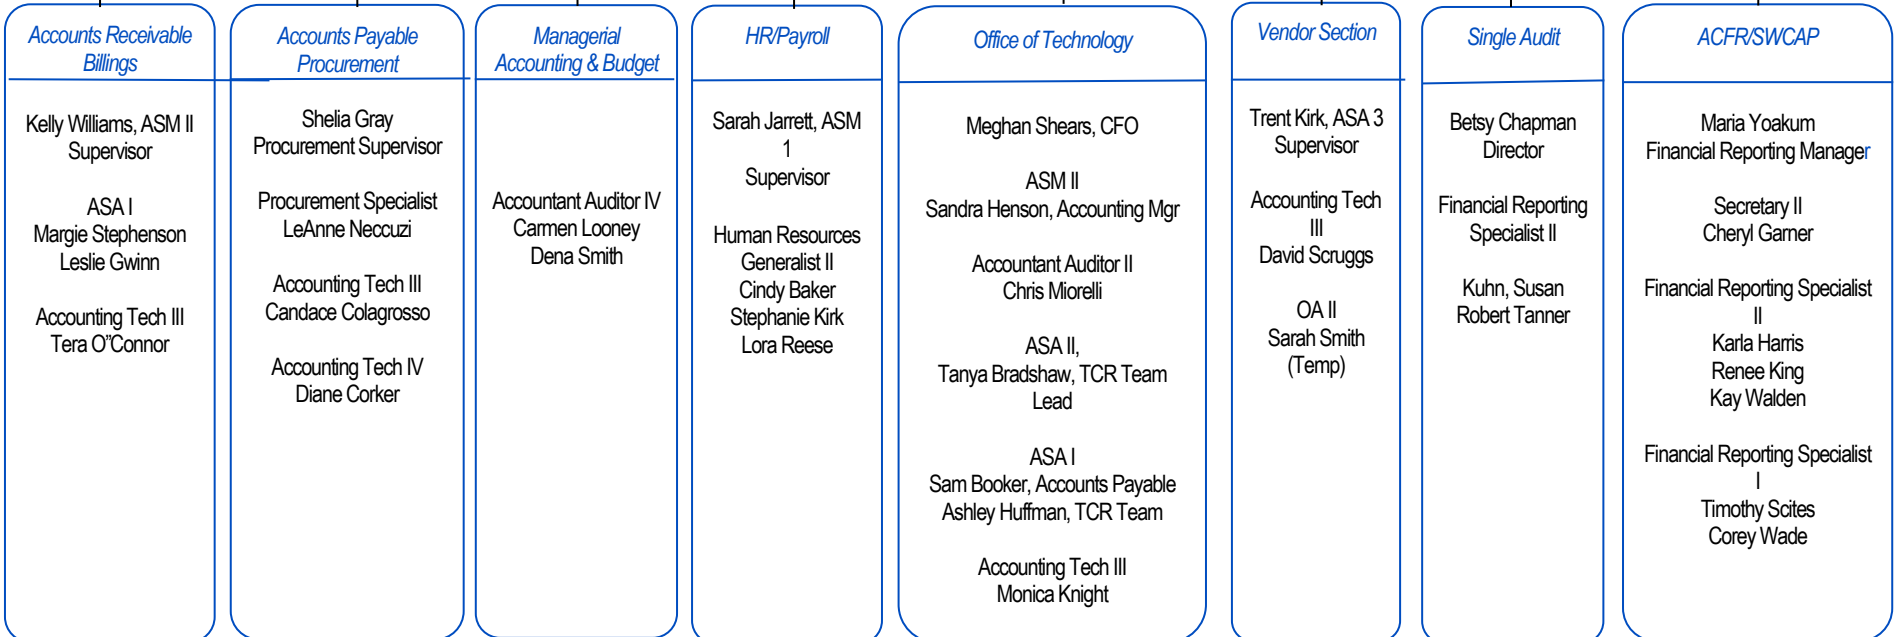 Accounts Receivable
Billings
Kelly Williams, ASM II
Supervisor
ASA I
Margie Stephenson
Leslie Gwinn
Accounting Tech III
Tera O”Connor
Accounts Payable
Procurement
Shelia Gray
Procurement Supervisor
Procurement Specialist
LeAnne Neccuzi
Accounting Tech III
Candace Colagrosso
Accounting Tech IV
Diane Corker
Managerial
Accounting & Budget
Accountant Auditor IV
Carmen Looney
Dena Smith
HR/Payroll
Sarah Jarrett, ASM
1
Supervisor
Human Resources
Generalist II
Cindy Baker
Stephanie Kirk
Lora Reese
Office of Technology
Meghan Shears, CFO
ASM II
Sandra Henson, Accounting Mgr
Accountant Auditor II
Chris Miorelli
ASA II,
Tanya Bradshaw, TCR Team
Lead
ASA I
Sam Booker, Accounts Payable
Ashley Huffman, TCR Team
Accounting Tech III
Monica Knight
Vendor Section
Trent Kirk, ASA 3
Supervisor
Accounting Tech
III
David Scruggs
OA II
Sarah Smith
(Temp)
Single Audit
Betsy Chapman
Director
Financial Reporting
Specialist II
Kuhn, Susan
Robert Tanner
ACFR/SWCAP
Maria Yoakum
Financial Reporting Manager
Secretary II
Cheryl Garner
Financial Reporting Specialist
II
Karla Harris
Renee King
Kay Walden
Financial Reporting Specialist
I
Timothy Scites
Corey Wade